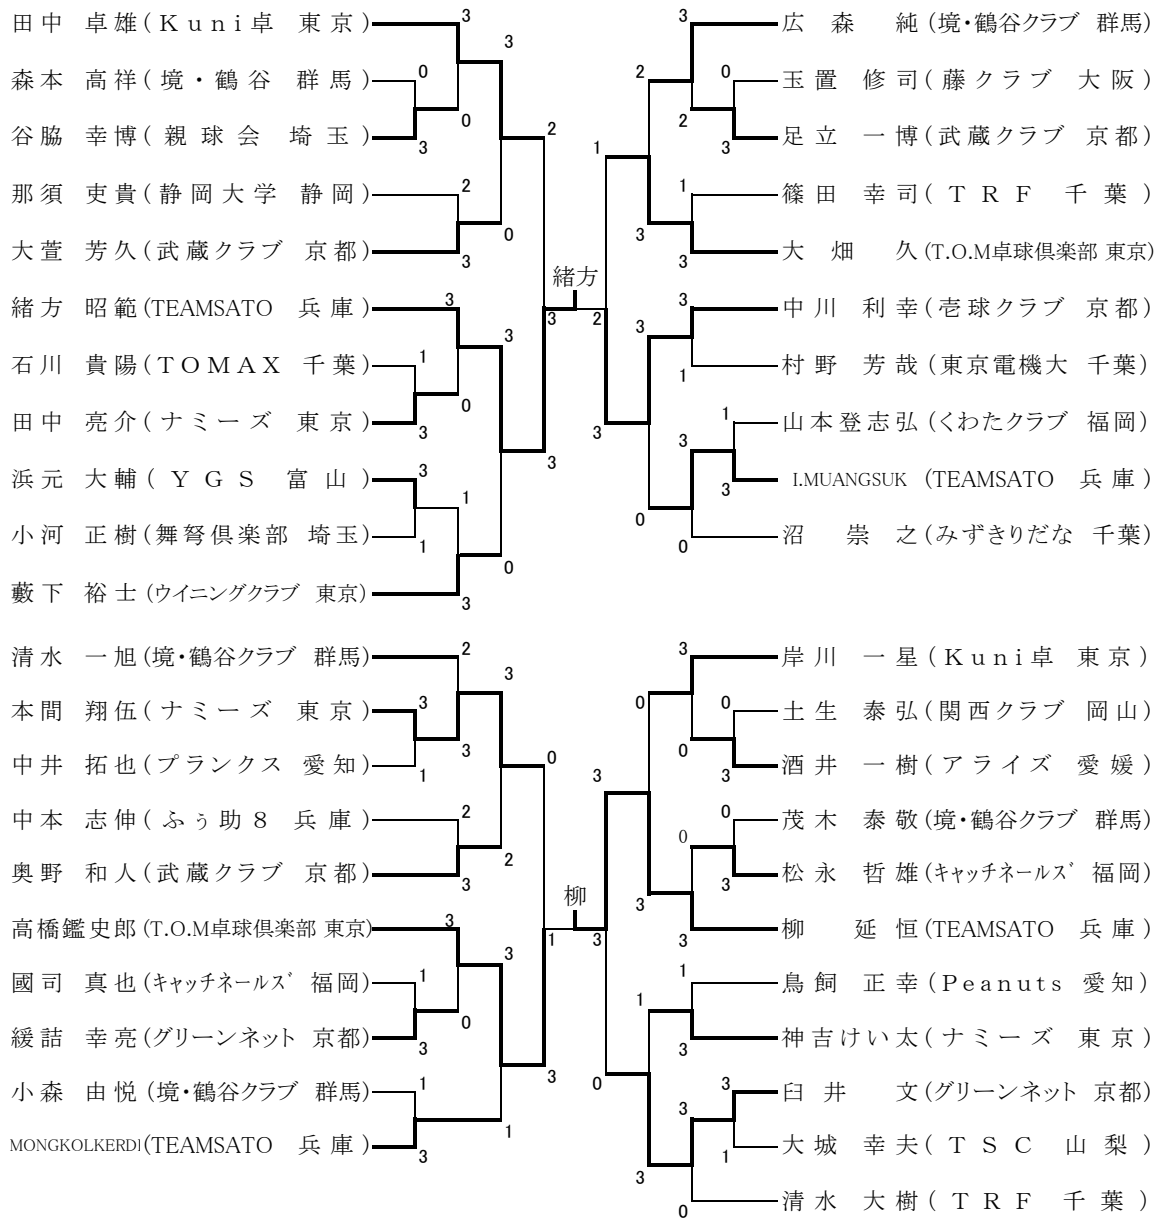 田中 卓雄(Kuni卓 東京)
森本 高祥(境・鶴谷 群馬)
谷脇 幸博(親球会 埼玉)
那須 吏貴(静岡大学 静岡)
大萱 芳久(武蔵クラブ 京都)
緒方 昭範(TEAMSATO 兵庫)
石川 貴陽(TOMAX 千葉)
田中 亮介(ナミーズ 東京)
浜元 大輔(YGS 富山)
小河 正樹(舞弩倶楽部 埼玉)
藪下 裕士(ウイニングクラブ 東京)
3
0
3
0
3
2
3
0
2
3
1
3
0
3
3
1
3
1
0
3
3
緒方
3
2
広森 純(境・鶴谷クラブ 群馬)
玉置 修司(藤クラブ 大阪)
足立 一博(武蔵クラブ 京都)
篠田 幸司(TRF 千葉)
大畑 久(T.O.M卓球倶楽部 東京)
中川 利幸(壱球クラブ 京都)
村野 芳哉(東京電機大 千葉)
山本登志弘(くわたクラブ 福岡)
I.MUANGSUK (TEAMSATO 兵庫)
沼 崇之(みずきりだな 千葉)
3
0
2
3
2
1
3
3
1
3
1
3
1
3
3
0
0
3
清水 一旭(境・鶴谷クラブ 群馬)
本間 翔伍(ナミーズ 東京)
中井 拓也(プランクス 愛知)
中本 志伸(ふぅ助8 兵庫)
奥野 和人(武蔵クラブ 京都)
高橋鑑史郎(T.O.M卓球倶楽部 東京)
國司 真也(キャッチネールズ 福岡)
緩詰 幸亮(グリーンネット 京都)
小森 由悦(境・鶴谷クラブ 群馬)
MONGKOLKERDI(TEAMSATO 兵庫)
2
3
3
1
3
2
3
2
0
3
1
3
0
3
1
3
1
3
柳
1
3
岸川 一星(Kuni卓 東京)
土生 泰弘(関西クラブ 岡山)
酒井 一樹(アライズ 愛媛)
茂木 泰敬(境・鶴谷クラブ 群馬)
松永 哲雄(キャッチネールズ 福岡)
柳 延恒(TEAMSATO 兵庫)
鳥飼 正幸(Peanuts 愛知)
神吉けい太(ナミーズ 東京)
臼井 文(グリーンネット 京都)
大城 幸夫(TSC 山梨)
清水 大樹(TRF 千葉)
3
0
0
3
0
0
3
0
3
3
3
1
3
1
3
1
3
0
3
0